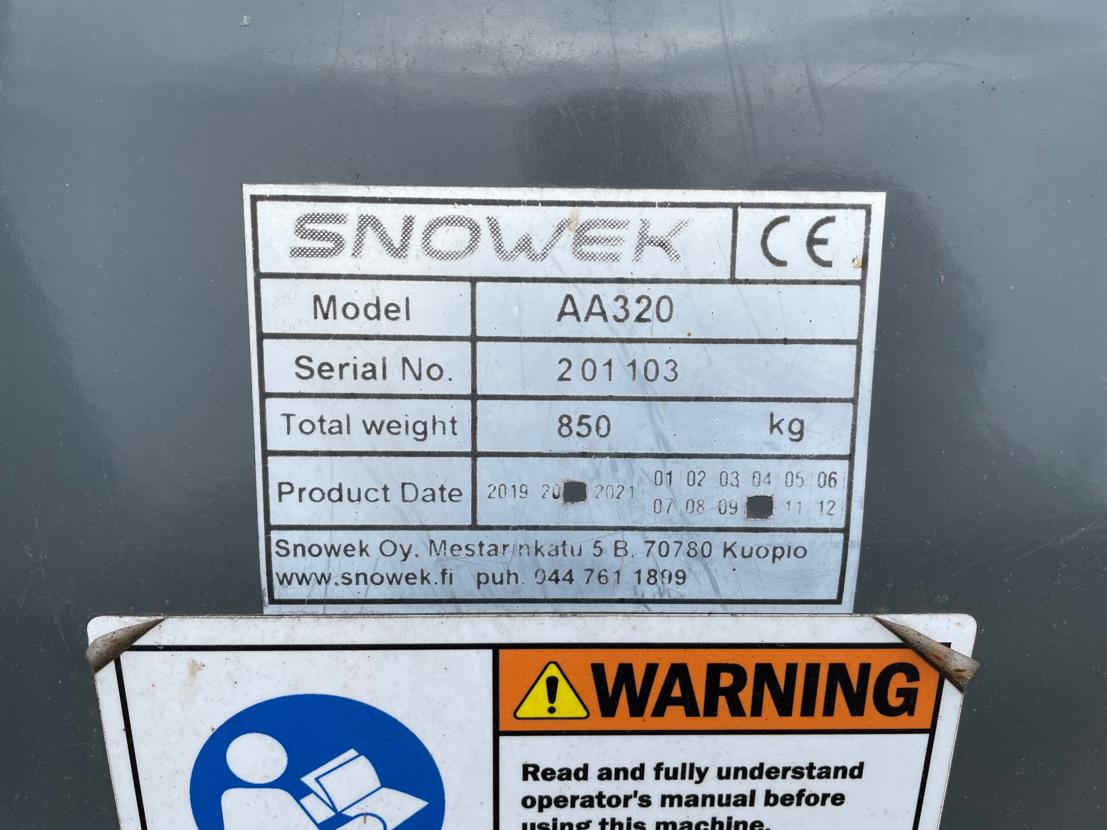 SNOWEK CE
Model AA320
Serial No. 201103
Total weight 850 kg
Product Date 2019 20 2021 01 02 03 04 05 06
07 08 09 11 12
Snowek Oy. Mestarinkatu 5 B. 70780 Kuopio
www.snowek.fi puh. 044 761 1899
WARNING
Read and fully understand
operator's manual before
using this machine.